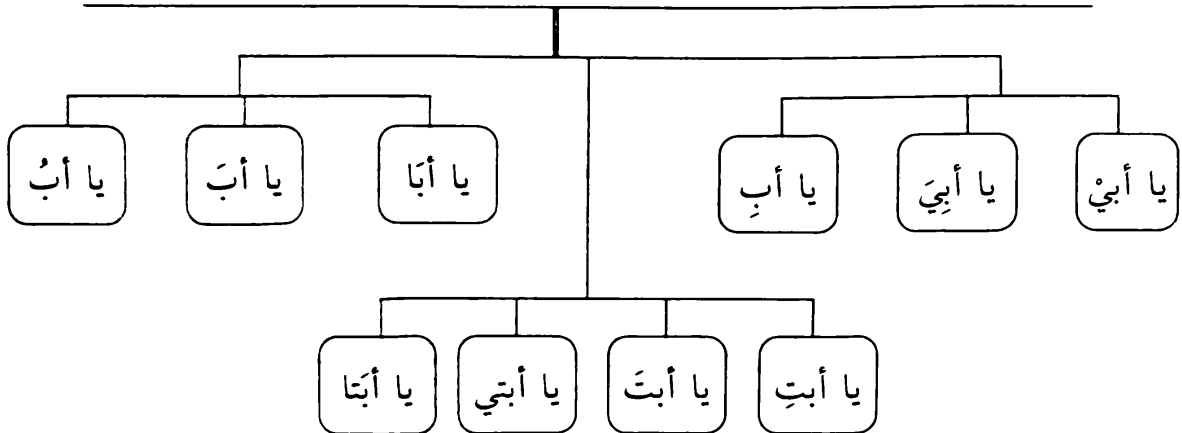 يا أبيْ يا أبِيَ يا أبِ يا أبَا يا أبَ يا أبُ
يا أبتِ يا أبتَ يا أبتي يا أبَتا